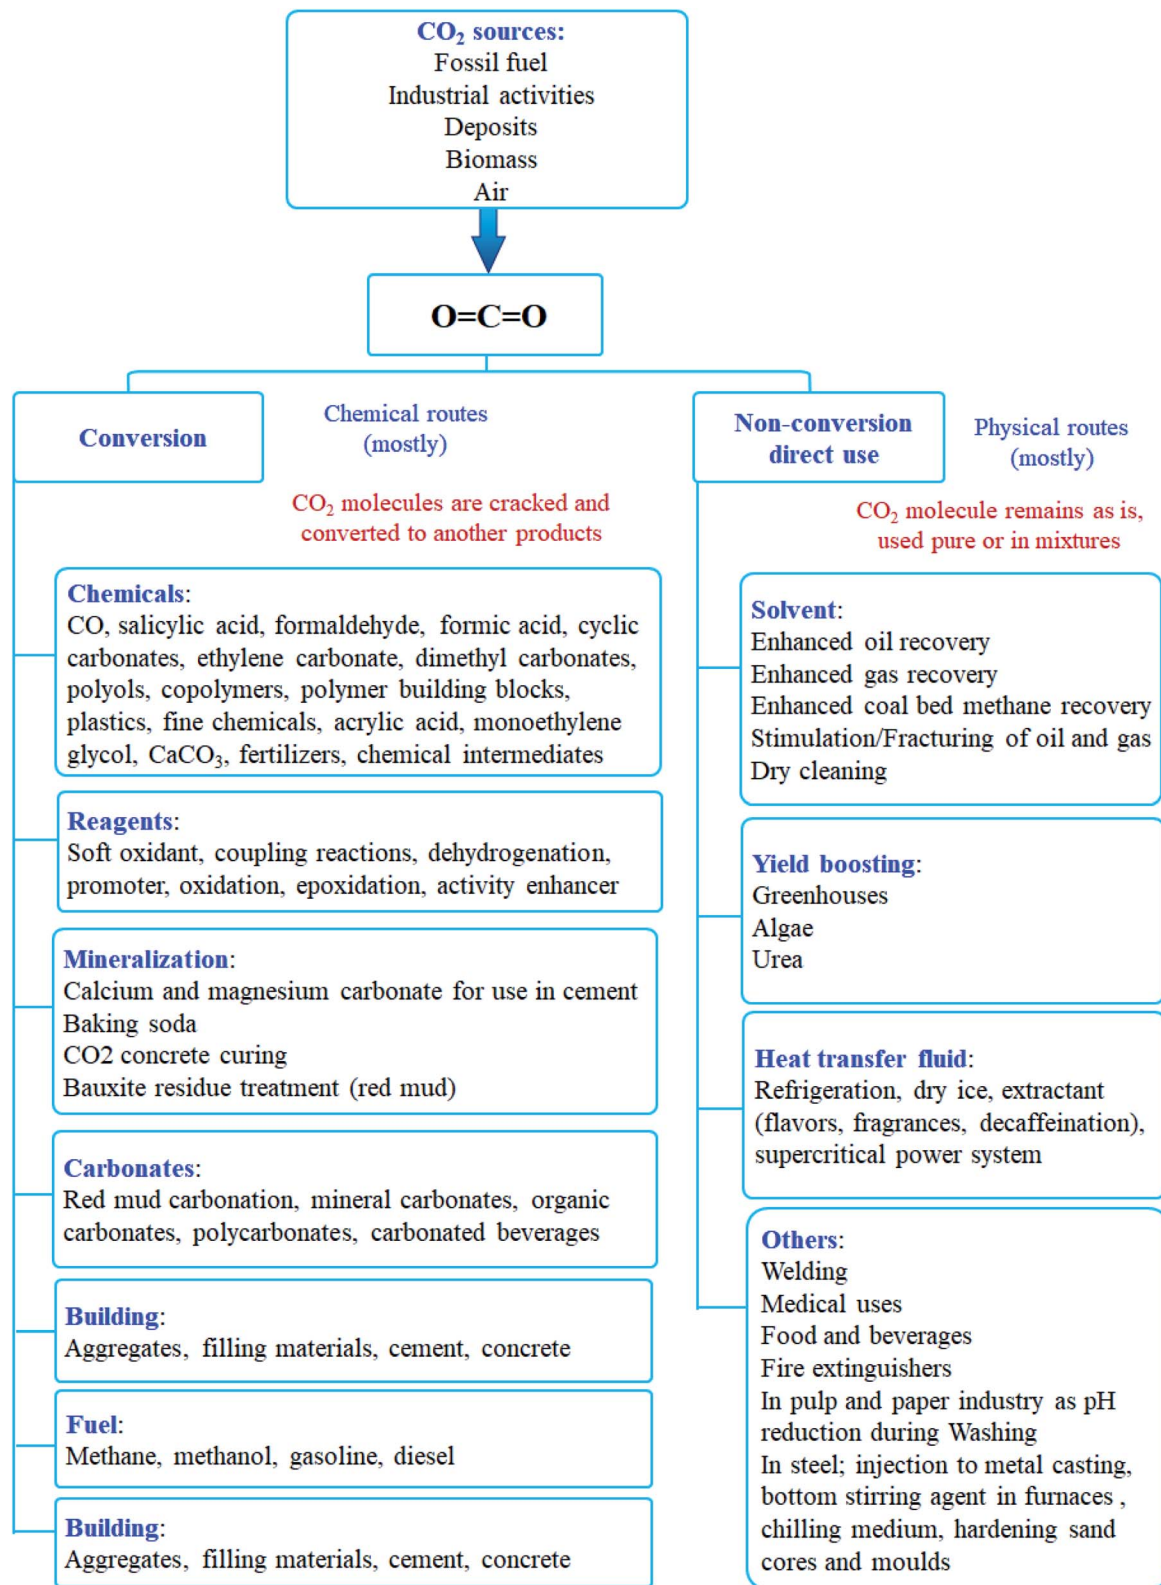 CO₂ sources:
Fossil fuel
Industrial activities
Deposits
Biomass
Air
O=C=O
Conversion
Chemical routes
(mostly)
CO₂ molecules are cracked and
converted to another products
Chemicals:
CO, salicylic acid, formaldehyde, formic acid, cyclic
carbonates, ethylene carbonate, dimethyl carbonates,
polyols, copolymers, polymer building blocks,
plastics, fine chemicals, acrylic acid, monoethylene
glycol, CaCO₃, fertilizers, chemical intermediates
Reagents:
Soft oxidant, coupling reactions, dehydrogenation,
promoter, oxidation, epoxidation, activity enhancer
Mineralization:
Calcium and magnesium carbonate for use in cement
Baking soda
CO2 concrete curing
Bauxite residue treatment (red mud)
Carbonates:
Red mud carbonation, mineral carbonates, organic
carbonates, polycarbonates, carbonated beverages
Building:
Aggregates, filling materials, cement, concrete
Fuel:
Methane, methanol, gasoline, diesel
Building:
Aggregates, filling materials, cement, concrete
Non-conversion
direct use
Physical routes
(mostly)
CO₂ molecule remains as is,
used pure or in mixtures
Solvent:
Enhanced oil recovery
Enhanced gas recovery
Enhanced coal bed methane recovery
Stimulation/Fracturing of oil and gas
Dry cleaning
Yield boosting:
Greenhouses
Algae
Urea
Heat transfer fluid:
Refrigeration, dry ice, extractant
(flavors, fragrances, decaffeination),
supercritical power system
Others:
Welding
Medical uses
Food and beverages
Fire extinguishers
In pulp and paper industry as pH
reduction during Washing
In steel; injection to metal casting,
bottom stirring agent in furnaces ,
chilling medium, hardening sand
cores and moulds